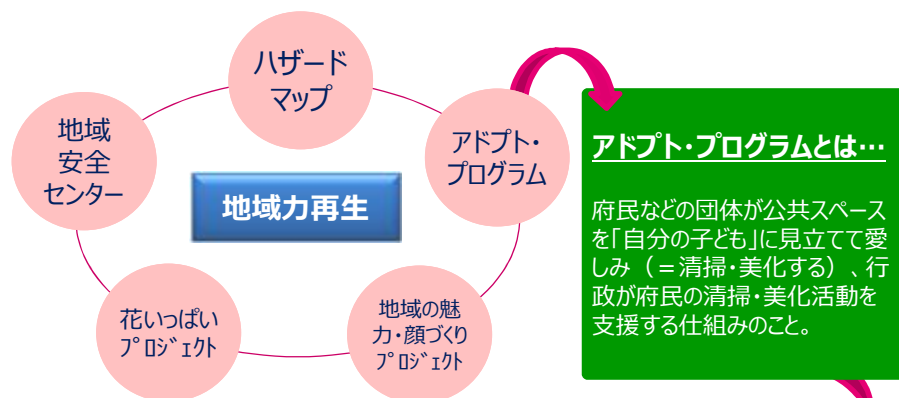 ハザード
マップ
地域
安全
センター
アドプト・
プログラム
地域力再生
花いっぱい
ﾌﾟﾛｼﾞｪｸﾄ
地域の魅
力・顔づくり
ﾌﾟﾛｼﾞｪｸﾄ
アドプト・プログラムとは…
府民などの団体が公共スペース
を「自分の子ども」に見立てて愛
しみ（＝清掃・美化する）、行
政が府民の清掃・美化活動を
支援する仕組みのこと。